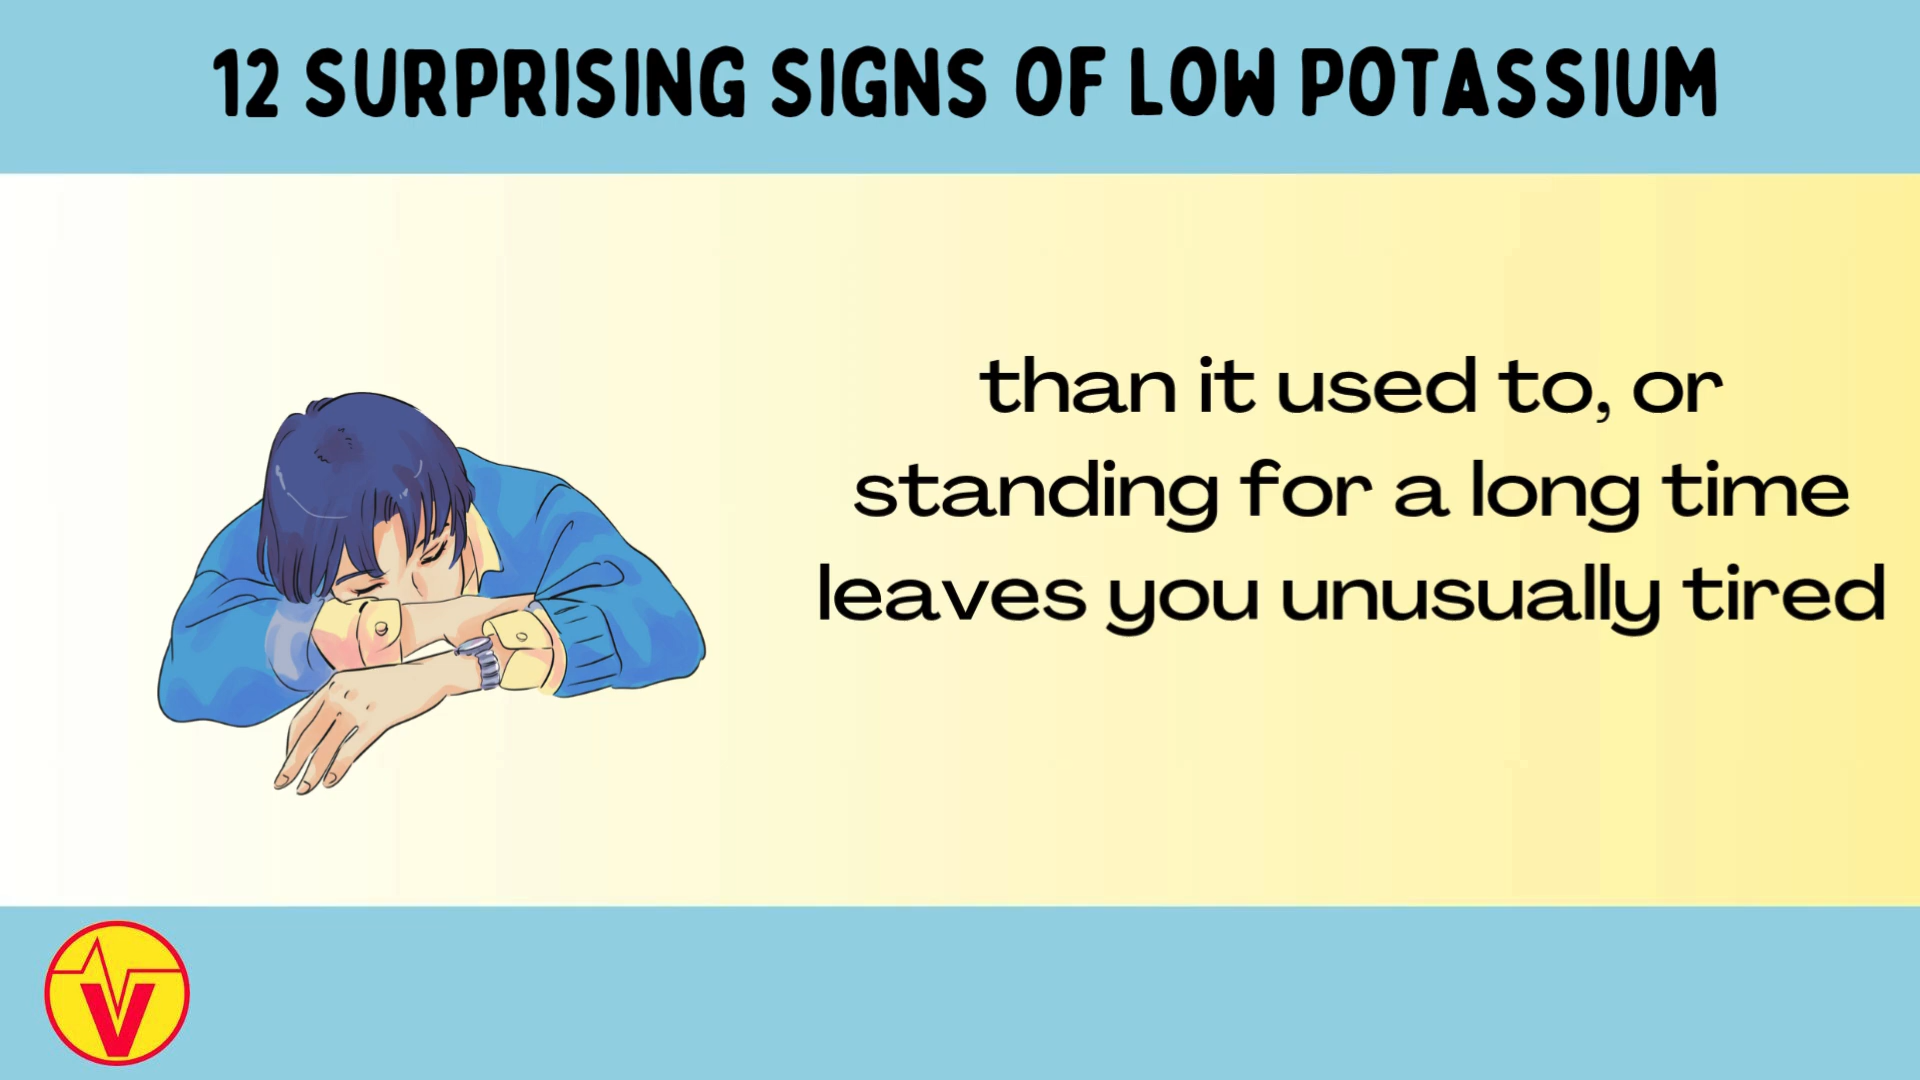 12 SURPRISING SIGNS OF LOW POTASSIUM
than it used to, or
standing for a long time
leaves you unusually tired
V